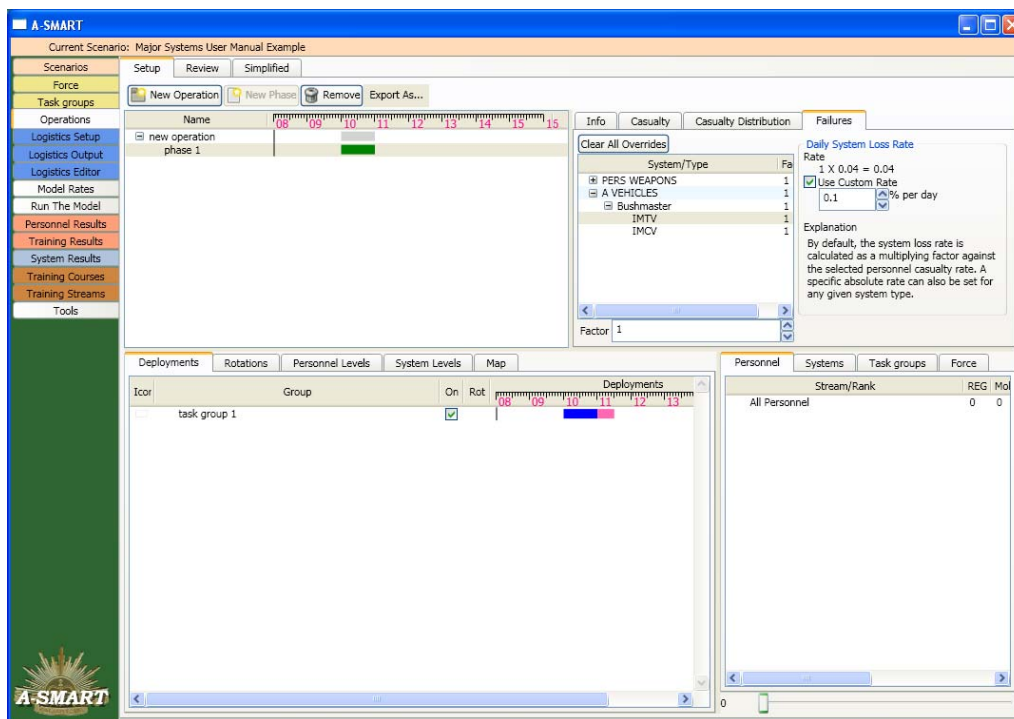 A-SMART
Current Scenario: Major Systems User Manual Example
Scenarios
Force
Task groups
Operations
Logistics Setup
Logistics Output
Logistics Editor
Model Rates
Run The Model
Personnel Results
Training Results
System Results
Training Courses
Training Streams
Tools
A-SMART
Setup Review Simplified
New Operation New Phase Remove Export As...
Name 08 09 10 11 12 13 14 15 15
new operation
phase 1
Info Casualty Casualty Distribution Failures
Clear All Overrides
System/Type Fa
PERS WEAPONS 1
A VEHICLES 1
Bushmaster 1
IMTV 1
IMCV 1
Factor 1
Daily System Loss Rate
Rate
1 X 0.04 = 0.04
Use Custom Rate
0.1 % per day
Explanation
By default, the system loss rate is
calculated as a multiplying factor against
the selected personnel casualty rate. A
specific absolute rate can also be set for
any given system type.
Deployments Rotations Personnel Levels System Levels Map
Icor Group On Rot Deployments
08 09 10 11 12 13
task group 1
Personnel Systems Task groups Force
Stream/Rank REG Mol
All Personnel 0 0
0